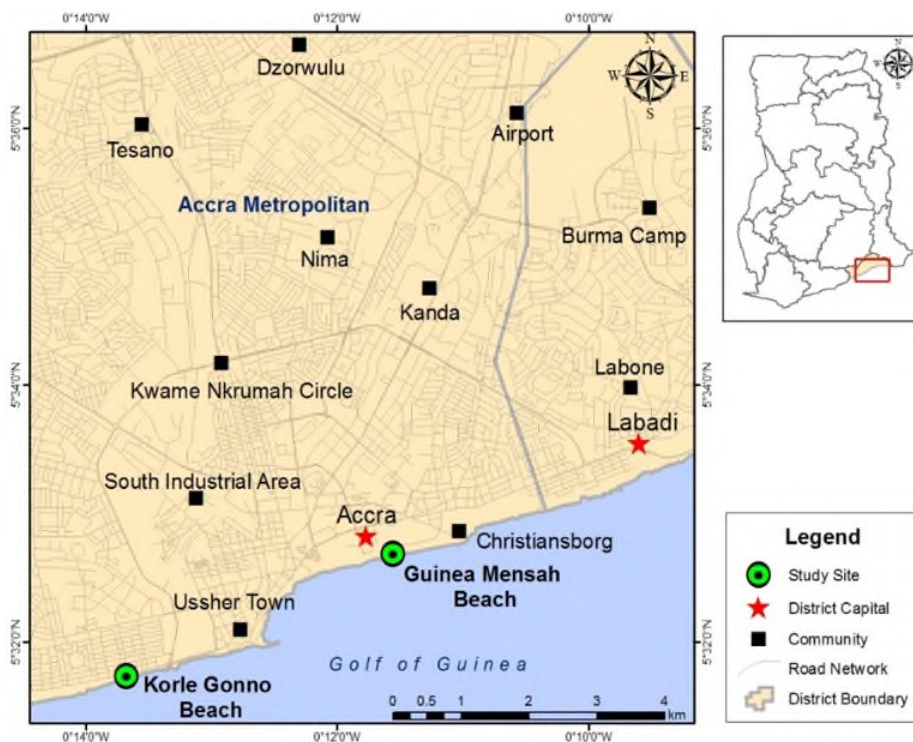 0°14'0"W
0°12'0"W
0°10'0"W
N
W
E
S
Dzorwulu
Airport
5°36'0"N
5°36'0"N
Tesano
Accra Metropolitan
Burma Camp
Nima
Kanda
Labone
5°34'0"N
5°34'0"N
Kwame Nkrumah Circle
Labadi
South Industrial Area
Accra
Christiansborg
Guinea Mensah
Beach
Ussher Town
5°32'0"N
5°32'0"N
Golf of Guinea
Korle Gonno
Beach
0 0.5 1 2 3 4
km
0°14'0"W
0°12'0"W
0°10'0"W
N
W
E
S
Legend
Study Site
District Capital
Community
Road Network
District Boundary